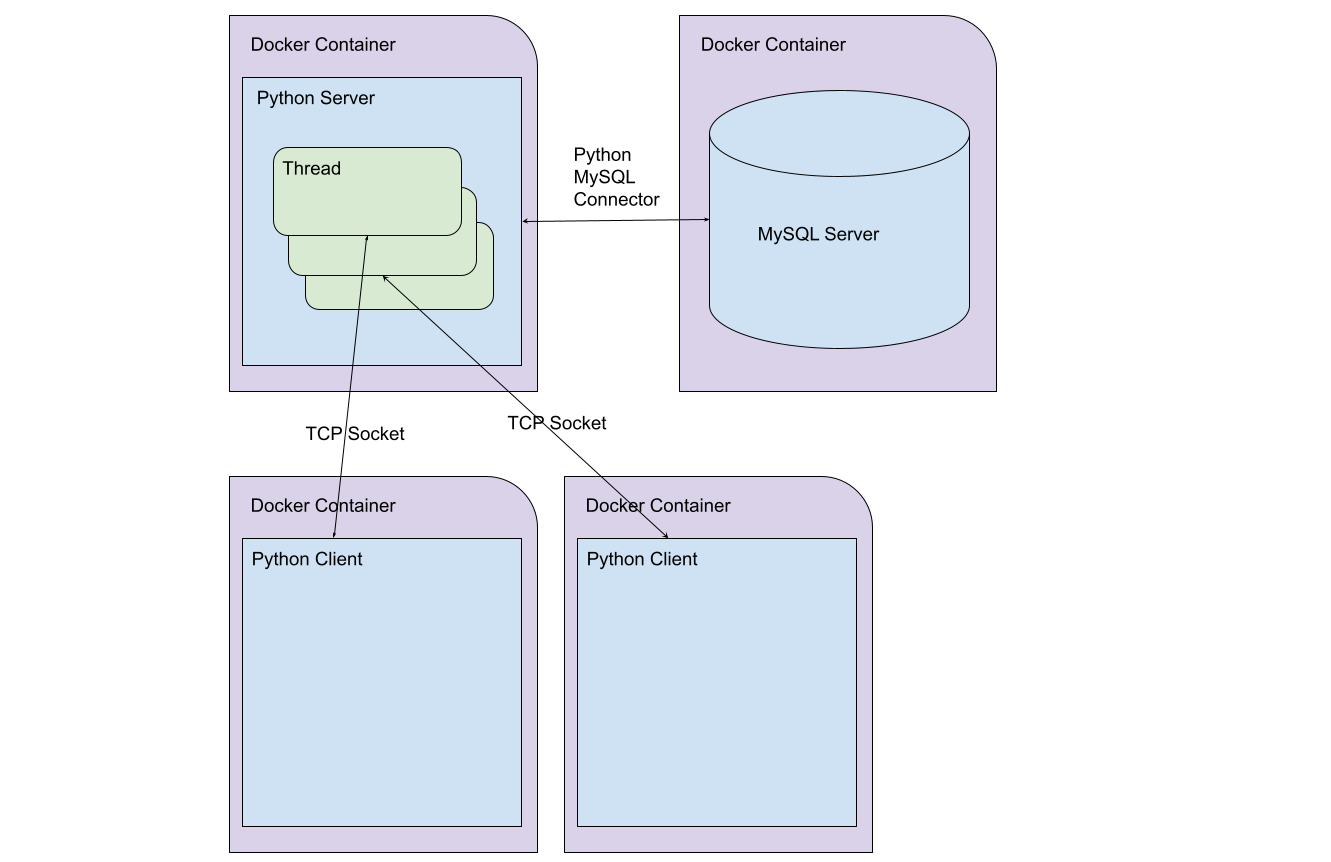 Docker Container
Python Server
Thread
Python
MySQL
Connector
Docker Container
MySQL Server
TCP Socket
TCP Socket
Docker Container
Python Client
Docker Container
Python Client